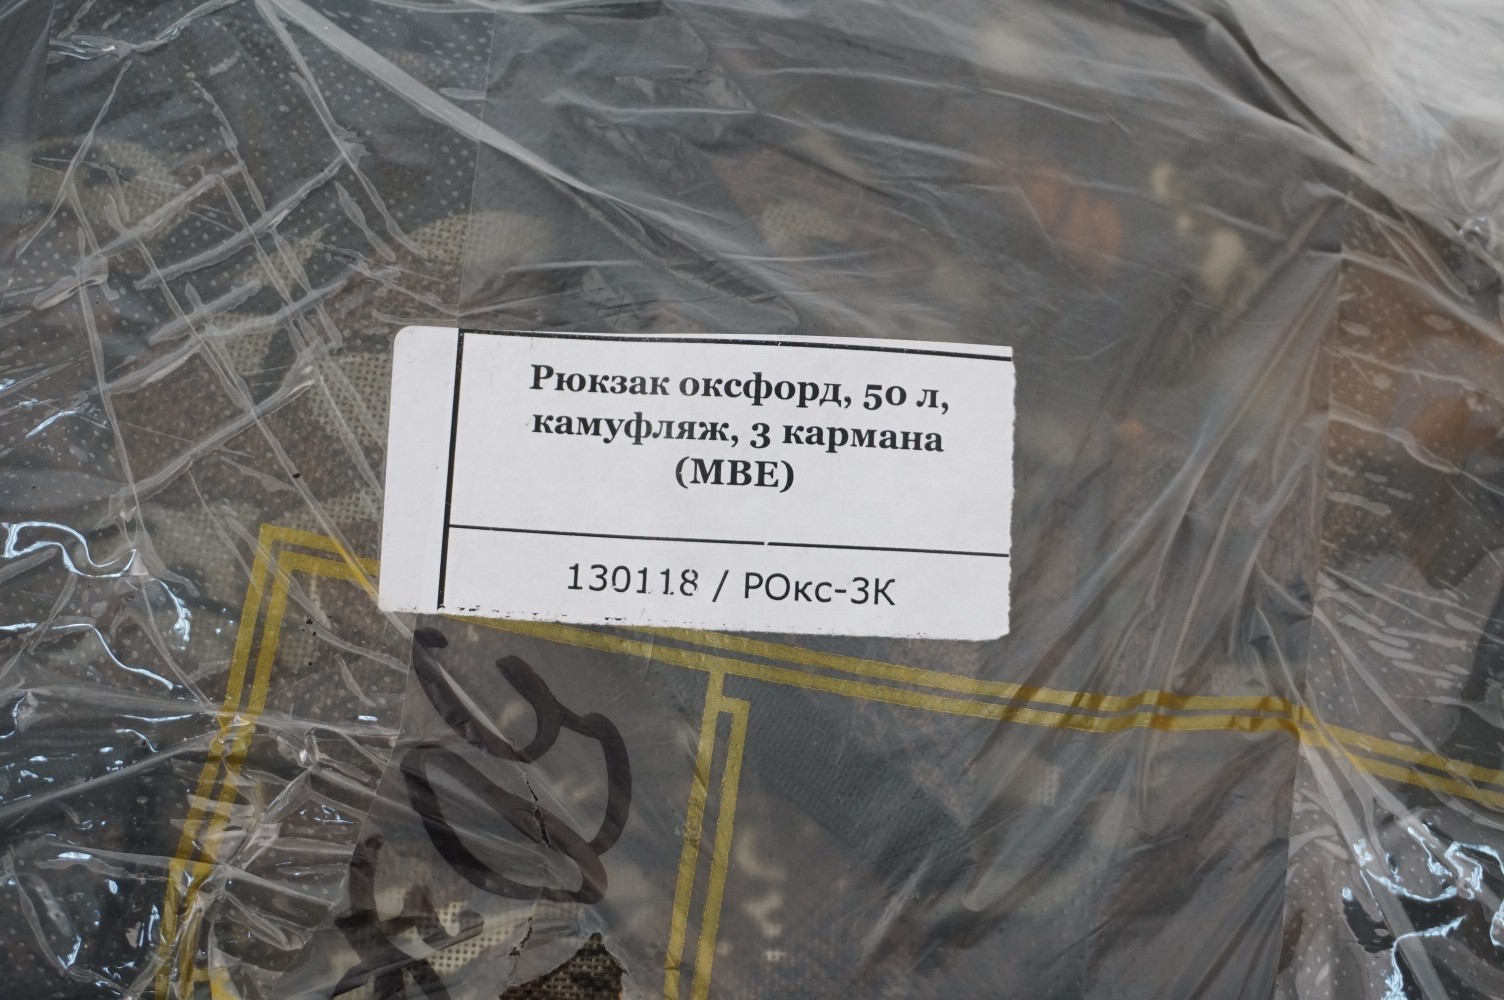 Рюкзак оксфорд, 50 л,
камуфляж, 3 кармана
(МВЕ)
130118 / РОкс-3К